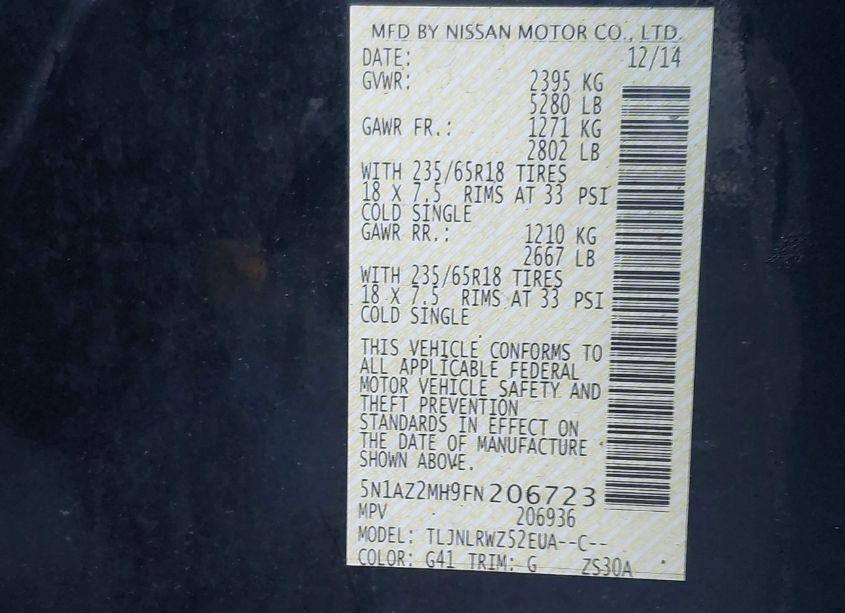 MFD BY NISSAN MOTOR CO., LTD.
DATE: 12/14
GVWR: 2395 KG
5280 LB
GAWR FR.: 1271 KG
2802 LB
WITH 235/65R18 TIRES
18 X 7.5 RIMS AT 33 PSI
COLD SINGLE
GAWR RR.: 1210 KG
2667 LB
WITH 235/65R18 TIRES
18 X 7.5 RIMS AT 33 PSI
COLD SINGLE
THIS VEHICLE CONFORMS TO
ALL APPLICABLE FEDERAL
MOTOR VEHICLE SAFETY AND
THEFT PREVENTION
STANDARDS IN EFFECT ON
THE DATE OF MANUFACTURE
SHOWN ABOVE.
5N1AZ2MH9FN206723
MPV 206936
MODEL: TLJNLRWZ52EUA--C--
COLOR: G41 TRIM: G ZS30A